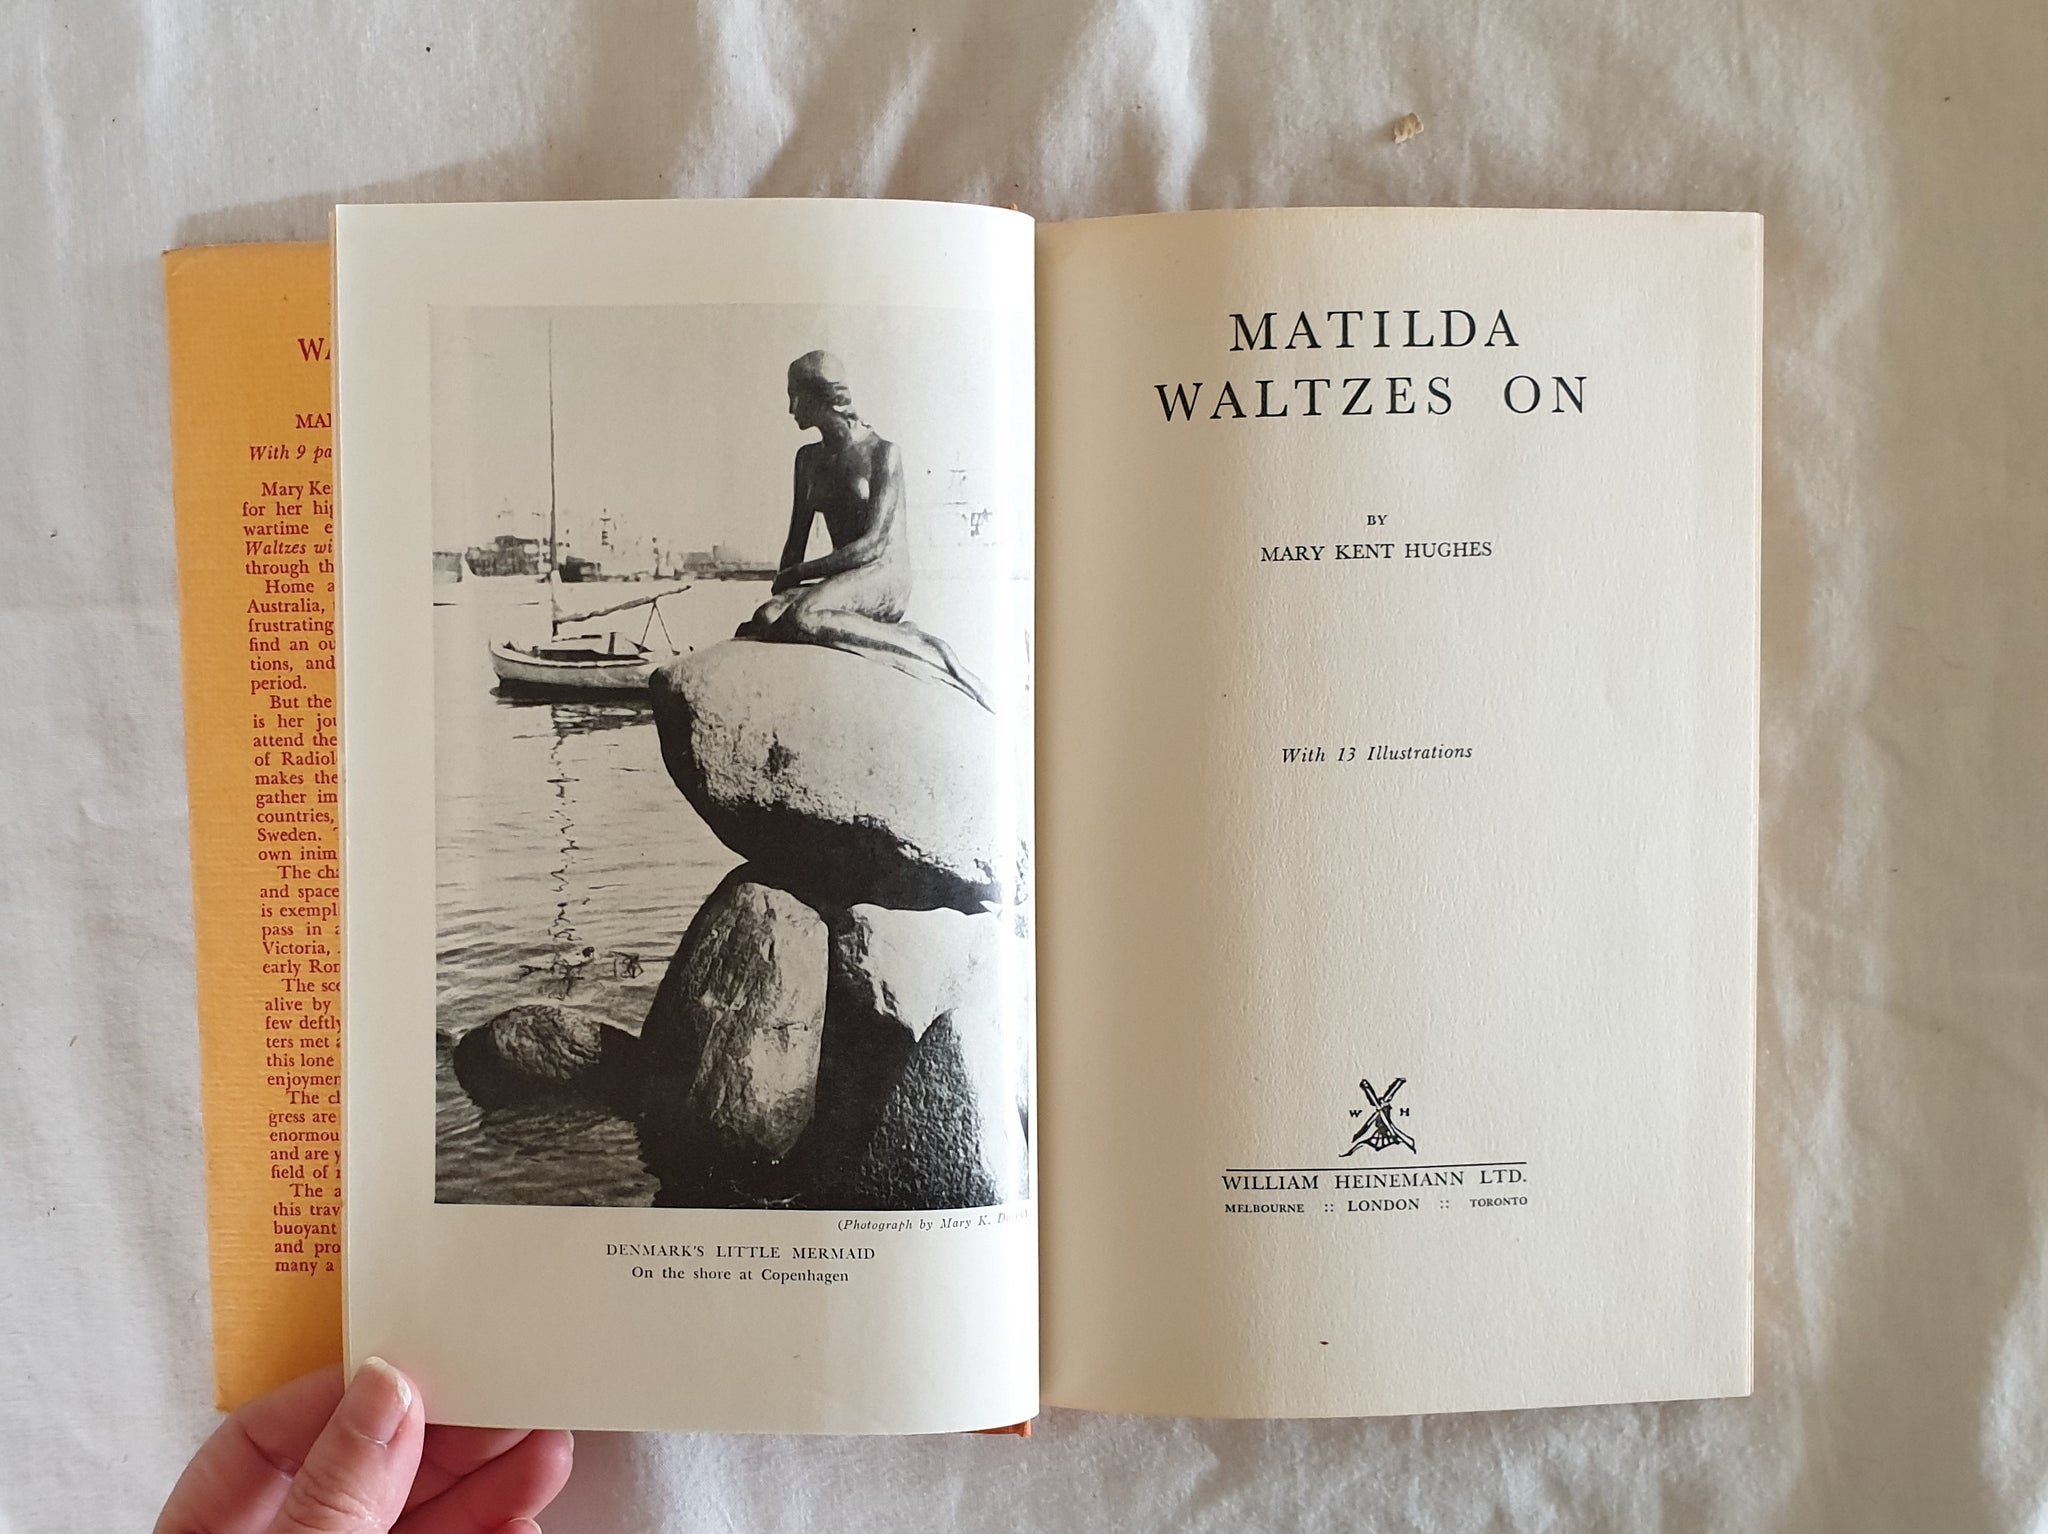 WA
MAR
With 9 pa
Mary Ke
for her hig
wartime e
Waltzes wi
through th
Home a
Australia,
frustrating
find an ou
tions, and
period.
But the
is her jou
attend the
of Radiol
makes the
gather im
countries,
Sweden.
own inim
The cha
and space
is exempl
pass in a
Victoria,
early Rom
The sce
alive by
few deftly
ters met a
this lone
enjoymen
The cl
gress are
enormou
and are y
field of
The a
this trav
buoyant
and pro
many a
(Photograph by Mary K.
DENMARK'S LITTLE MERMAID
On the shore at Copenhagen
MATILDA
WALTZES ON
BY
MARY KENT HUGHES
With 13 Illustrations
W H
WILLIAM HEINEMANN LTD.
MELBOURNE :: LONDON :: TORONTO